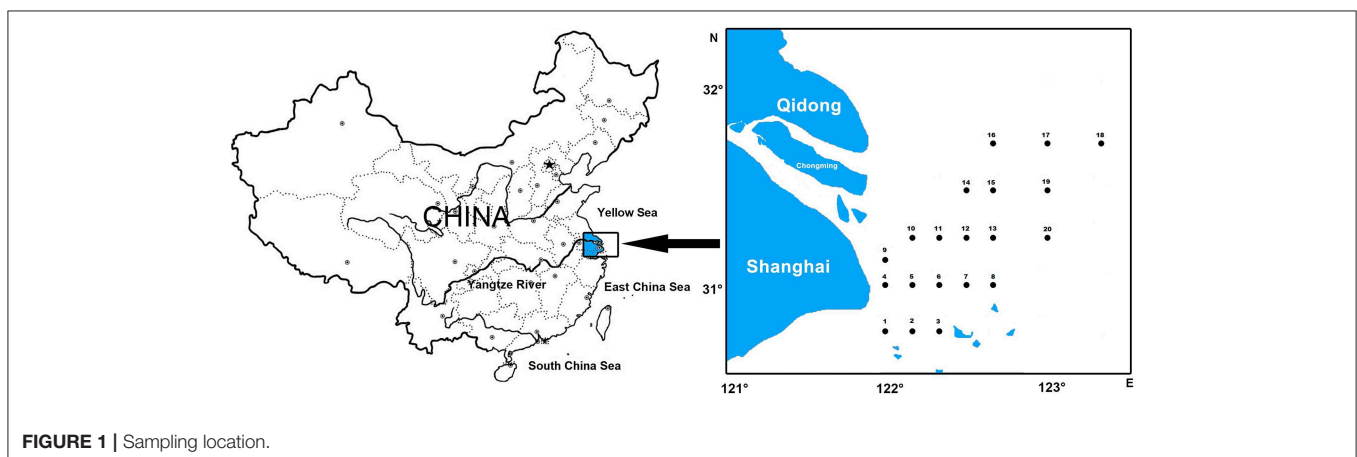 CHINA
Yellow Sea
Yangtze River
East China Sea
South China Sea
N
32°
31°
121°
122°
123°
E
Qidong
Chongming
Shanghai
16 17 18
14 15 19
10 11 12 13 20
9
4 5 6 7 8
1 2 3
FIGURE 1 | Sampling location.